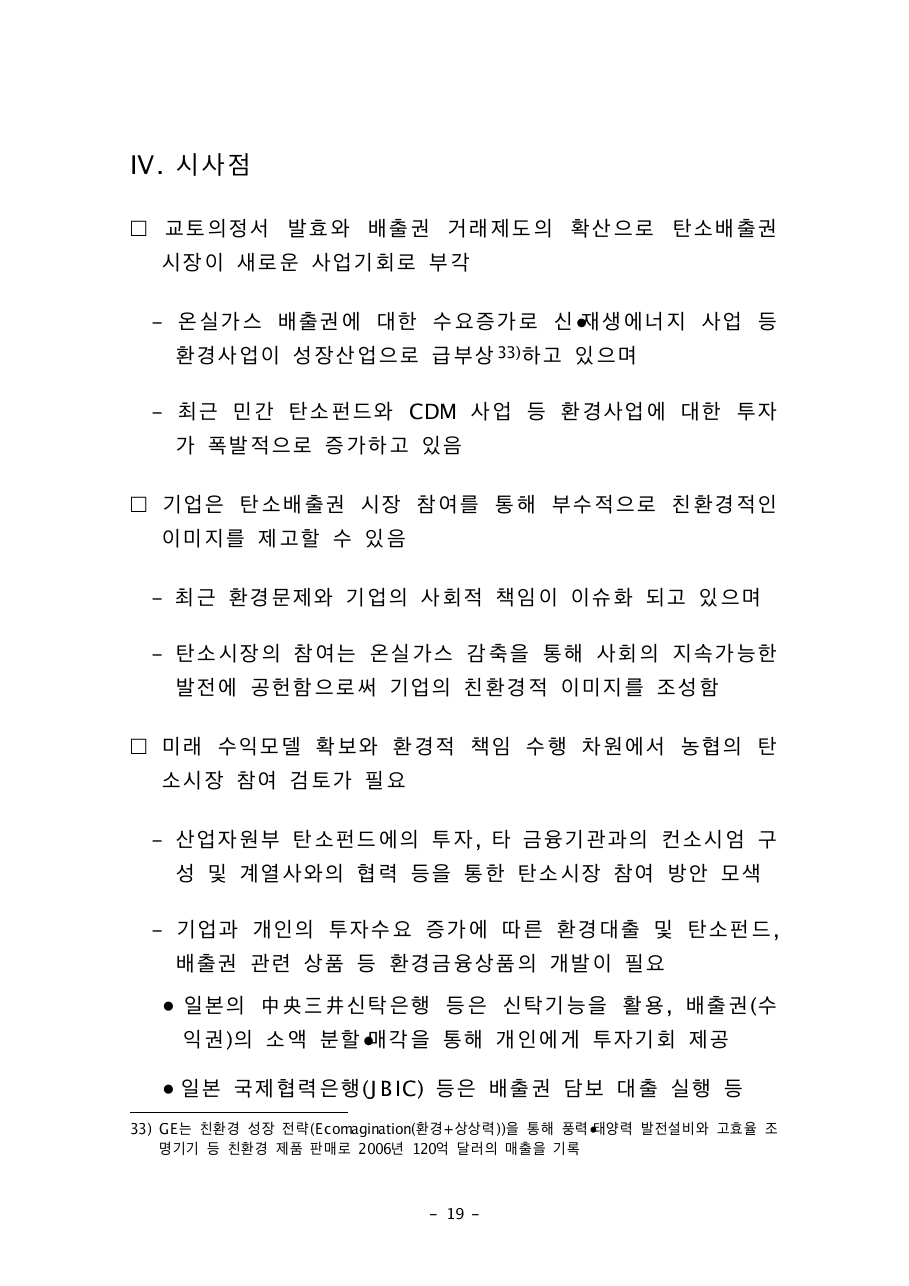 IV. 시사점
□ 교토의정서 발효와 배출권 거래제도의 확산으로 탄소배출권
시장이 새로운 사업기회로 부각
- 온실가스 배출권에 대한 수요증가로 신•재생에너지 사업 등
환경사업이 성장산업으로 급부상33)하고 있으며
- 최근 민간 탄소펀드와 CDM 사업 등 환경사업에 대한 투자
가 폭발적으로 증가하고 있음
□ 기업은 탄소배출권 시장 참여를 통해 부수적으로 친환경적인
이미지를 제고할 수 있음
- 최근 환경문제와 기업의 사회적 책임이 이슈화 되고 있으며
- 탄소시장의 참여는 온실가스 감축을 통해 사회의 지속가능한
발전에 공헌함으로써 기업의 친환경적 이미지를 조성함
□ 미래 수익모델 확보와 환경적 책임 수행 차원에서 농협의 탄
소시장 참여 검토가 필요
- 산업자원부 탄소펀드에의 투자, 타 금융기관과의 컨소시엄 구
성 및 계열사와의 협력 등을 통한 탄소시장 참여 방안 모색
- 기업과 개인의 투자수요 증가에 따른 환경대출 및 탄소펀드,
배출권 관련 상품 등 환경금융상품의 개발이 필요
● 일본의 中央三井신탁은행 등은 신탁기능을 활용, 배출권(수
익권)의 소액 분할•매각을 통해 개인에게 투자기회 제공
● 일본 국제협력은행(JBIC) 등은 배출권 담보 대출 실행 등
33) GE는 친환경 성장 전략(Ecomagination(환경+상상력))을 통해 풍력•태양력 발전설비와 고효율 조
명기기 등 친환경 제품 판매로 2006년 120억 달러의 매출을 기록
- 19 -